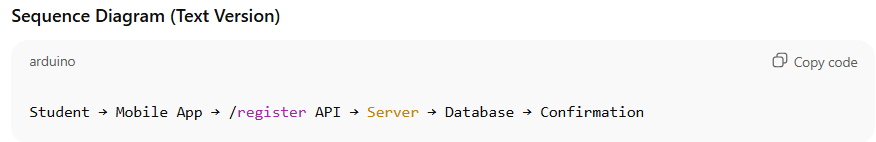 Sequence Diagram (Text Version)
arduino
Copy code
Student → Mobile App → /register API → Server → Database → Confirmation